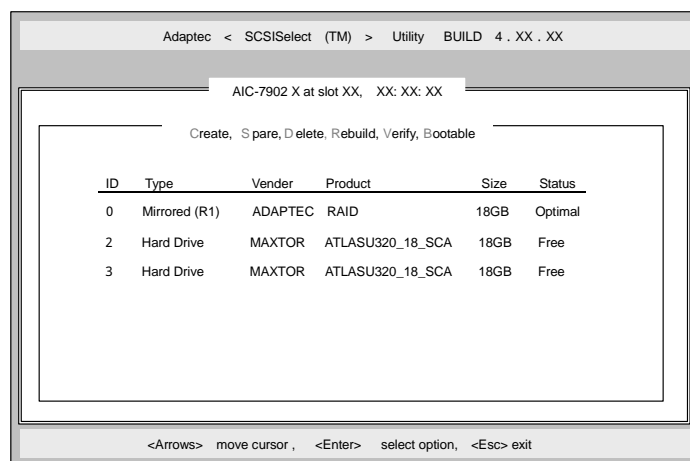 Adaptec < SCSISelect (TM) > Utility BUILD 4 . XX . XX
AIC-7902 X at slot XX, XX: XX: XX
Create, S pare, D elete, Rebuild, Verify, Bootable
ID Type Vender Product Size Status
0 Mirrored (R1) ADAPTEC RAID 18GB Optimal
2 Hard Drive MAXTOR ATLASU320_18_SCA 18GB Free
3 Hard Drive MAXTOR ATLASU320_18_SCA 18GB Free
<Arrows> move cursor , <Enter> select option, <Esc> exit